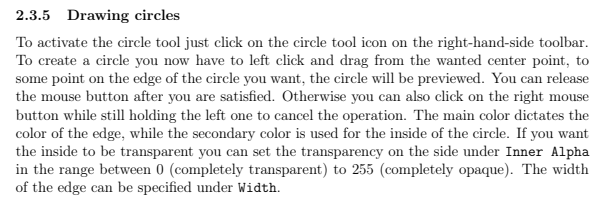 2.3.5 Drawing circles
To activate the circle tool just click on the circle tool icon on the right-hand-side toolbar.
To create a circle you now have to left click and drag from the wanted center point, to
some point on the edge of the circle you want, the circle will be previewed. You can release
the mouse button after you are satisfied. Otherwise you can also click on the right mouse
button while still holding the left one to cancel the operation. The main color dictates the
color of the edge, while the secondary color is used for the inside of the circle. If you want
the inside to be transparent you can set the transparency on the side under Inner Alpha
in the range between 0 (completely transparent) to 255 (completely opaque). The width
of the edge can be specified under Width.